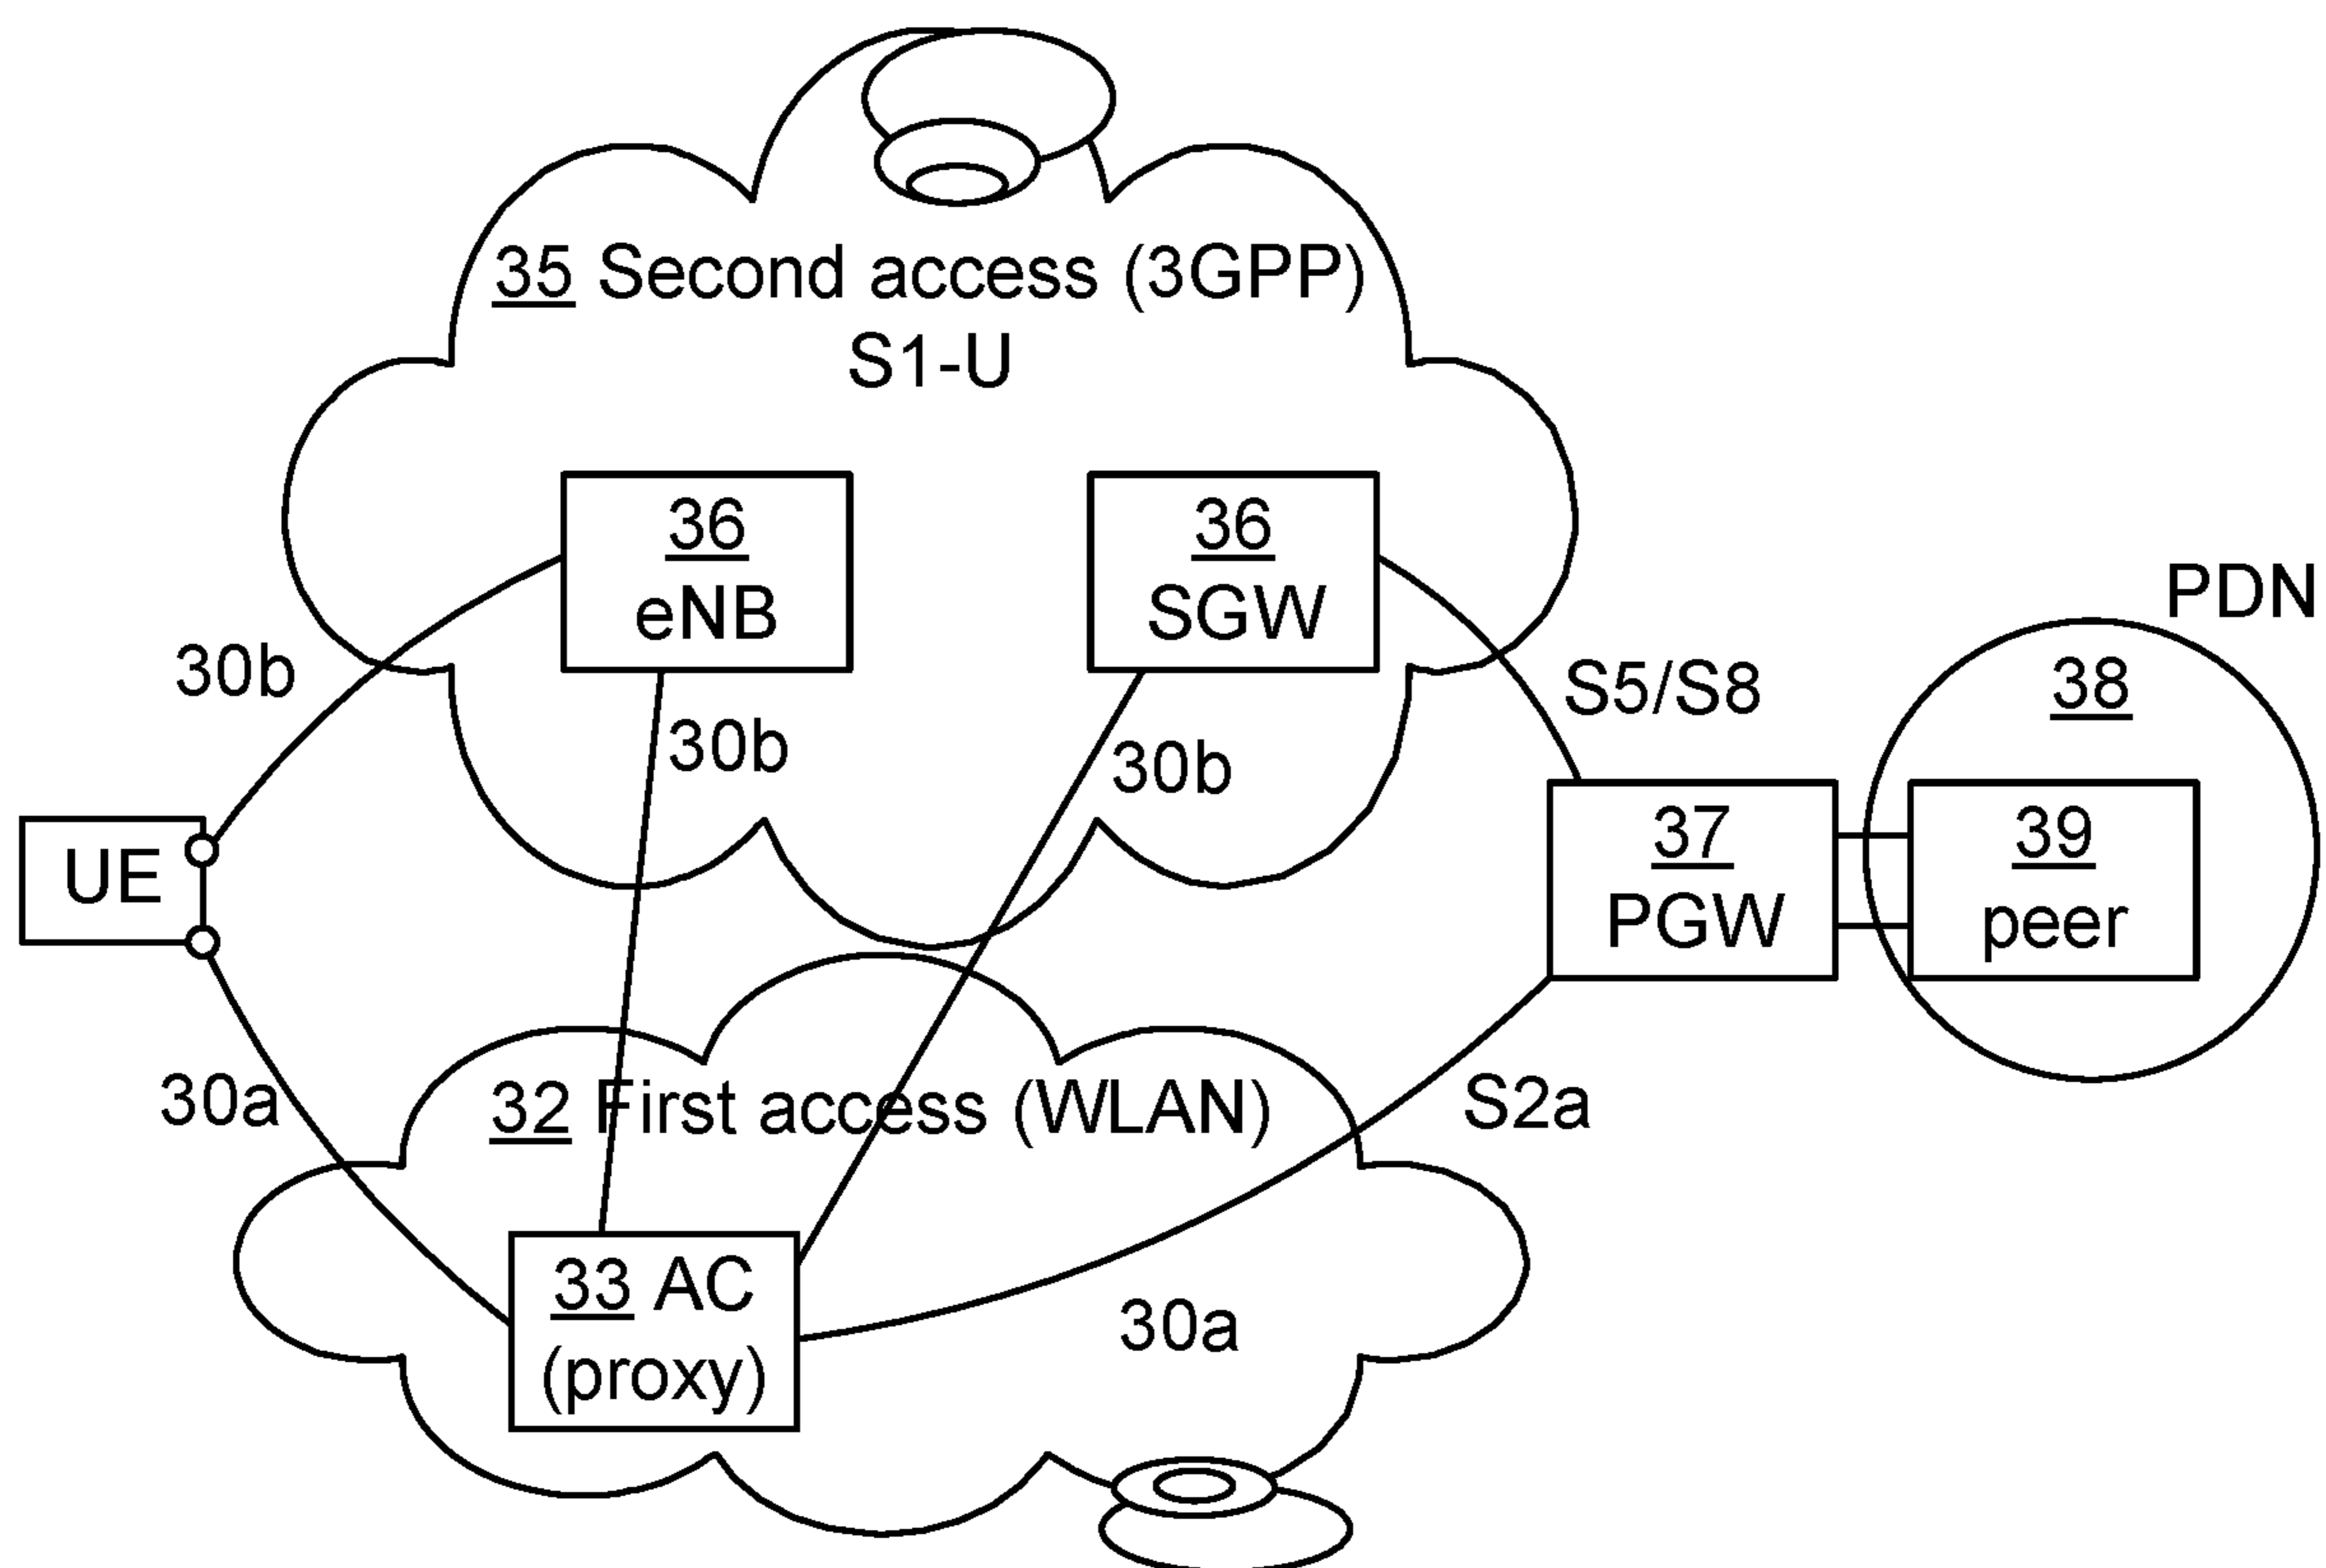 35 Second access (3GPP)
S1-U
36
eNB
36
SGW
PDN
30b
S5/S8
38
30b
30b
UE
37
PGW
39
peer
30a
32 First access (WLAN)
S2a
33 AC
(proxy)
30a